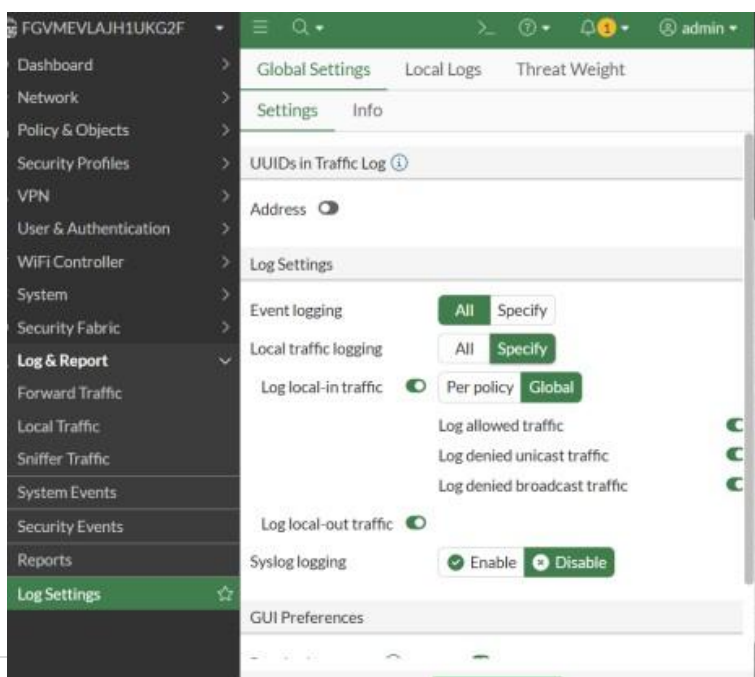 FGVMEVLAJH1UKG2F
admin
Dashboard
Network
Policy & Objects
Security Profiles
VPN
User & Authentication
WiFi Controller
System
Security Fabric
Log & Report
Forward Traffic
Local Traffic
Sniffer Traffic
System Events
Security Events
Reports
Log Settings
Global Settings Local Logs Threat Weight
Settings Info
UUIDs in Traffic Log
Address
Log Settings
Event logging All Specify
Local traffic logging All Specify
Log local-in traffic Per policy Global
Log allowed traffic
Log denied unicast traffic
Log denied broadcast traffic
Log local-out traffic
Syslog logging Enable Disable
GUI Preferences